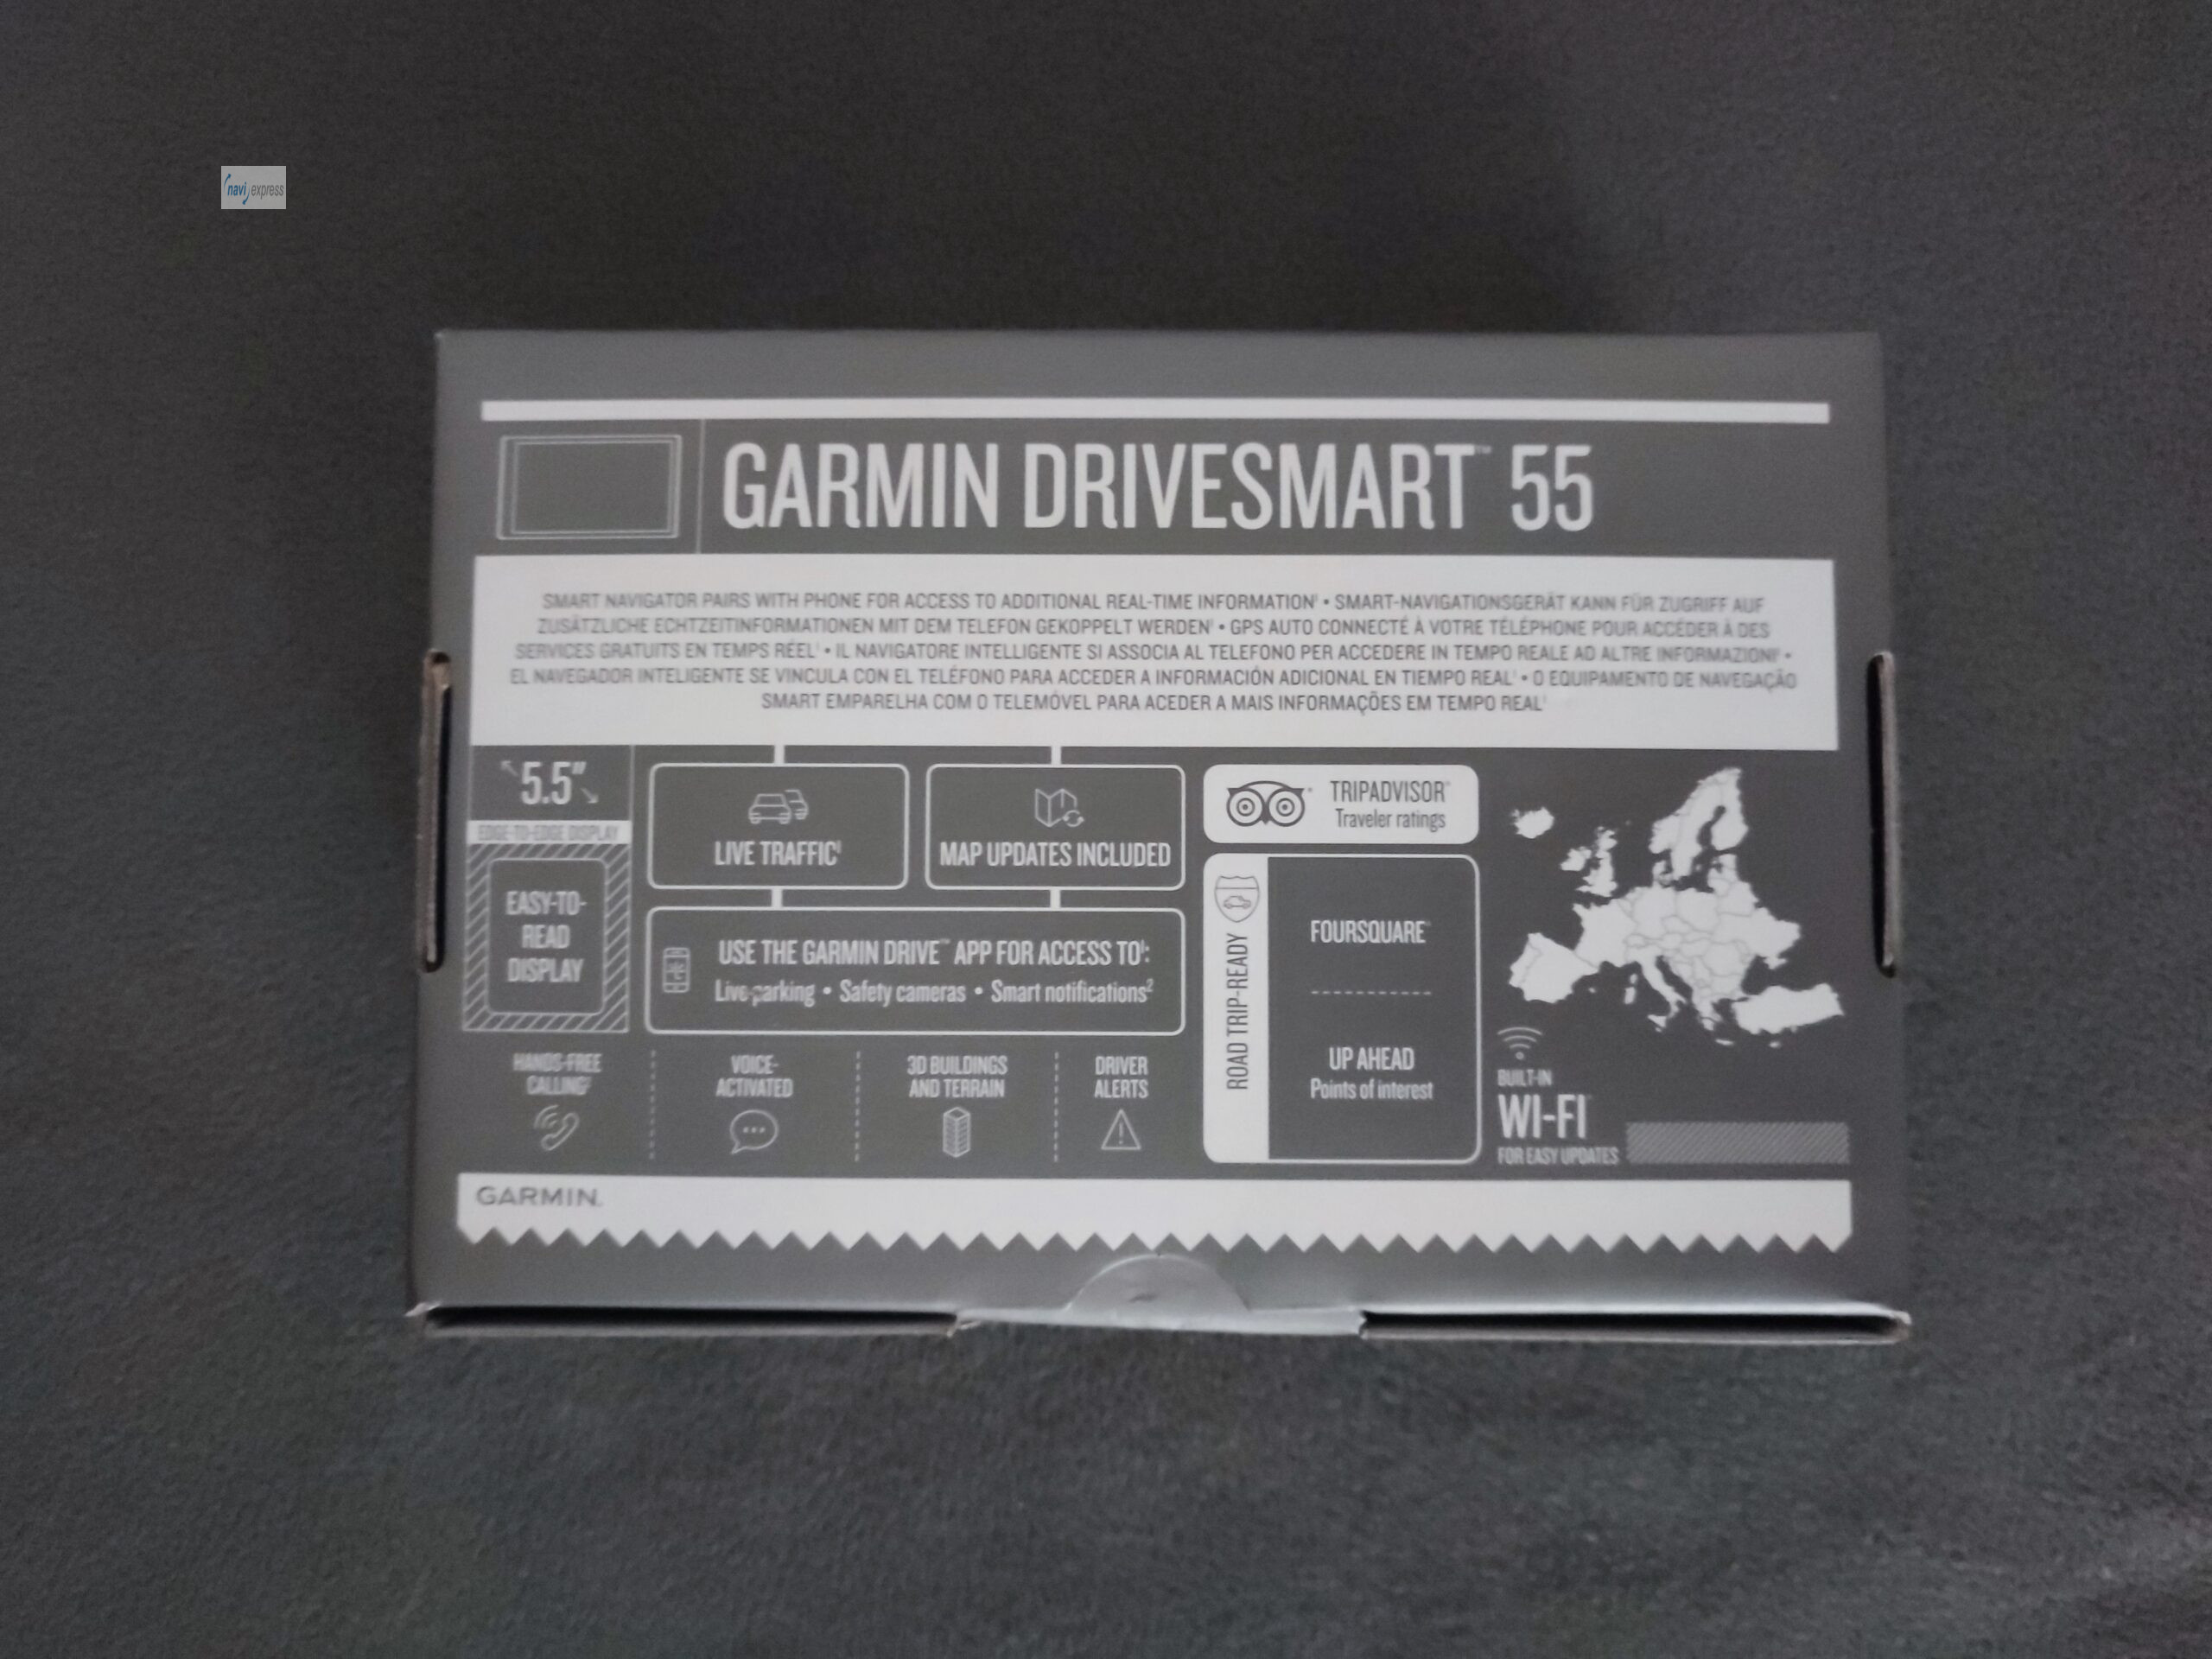 navi express
GARMIN DRIVESMART™ 55
SMART NAVIGATOR PAIRS WITH PHONE FOR ACCESS TO ADDITIONAL REAL-TIME INFORMATION¹ • SMART-NAVIGATIONSGERÄT KANN FÜR ZUGRIFF AUF
ZUSÄTZLICHE ECHTZEITINFORMATIONEN MIT DEM TELEFON GEKOPPELT WERDEN¹ • GPS AUTO CONNECTÉ À VOTRE TÉLÉPHONE POUR ACCÉDER À DES
SERVICES GRATUITS EN TEMPS RÉEL¹ • IL NAVIGATORE INTELLIGENTE SI ASSOCIA AL TELEFONO PER ACCEDERE IN TEMPO REALE AD ALTRE INFORMAZIONI¹ •
EL NAVEGADOR INTELIGENTE SE VINCULA CON EL TELÉFONO PARA ACCEDER A INFORMACIÓN ADICIONAL EN TIEMPO REAL¹ • O EQUIPAMENTO DE NAVEGAÇÃO
SMART EMPARELHA COM O TELEMÓVEL PARA ACEDER A MAIS INFORMAÇÕES EM TEMPO REAL¹
5.5"
EDGE-TO-EDGE DISPLAY
EASY-TO-
READ
DISPLAY
LIVE TRAFFIC¹
MAP UPDATES INCLUDED
USE THE GARMIN DRIVE™ APP FOR ACCESS TO¹:
Live parking • Safety cameras • Smart notifications²
HANDS-FREE
CALLING²
VOICE-
ACTIVATED
3D BUILDINGS
AND TERRAIN
DRIVER
ALERTS
TRIPADVISOR™
Traveler ratings
ROAD TRIP-READY
FOURSQUARE®
UP AHEAD
Points of interest
BUILT-IN
WI-FI®
FOR EASY UPDATES
GARMIN.